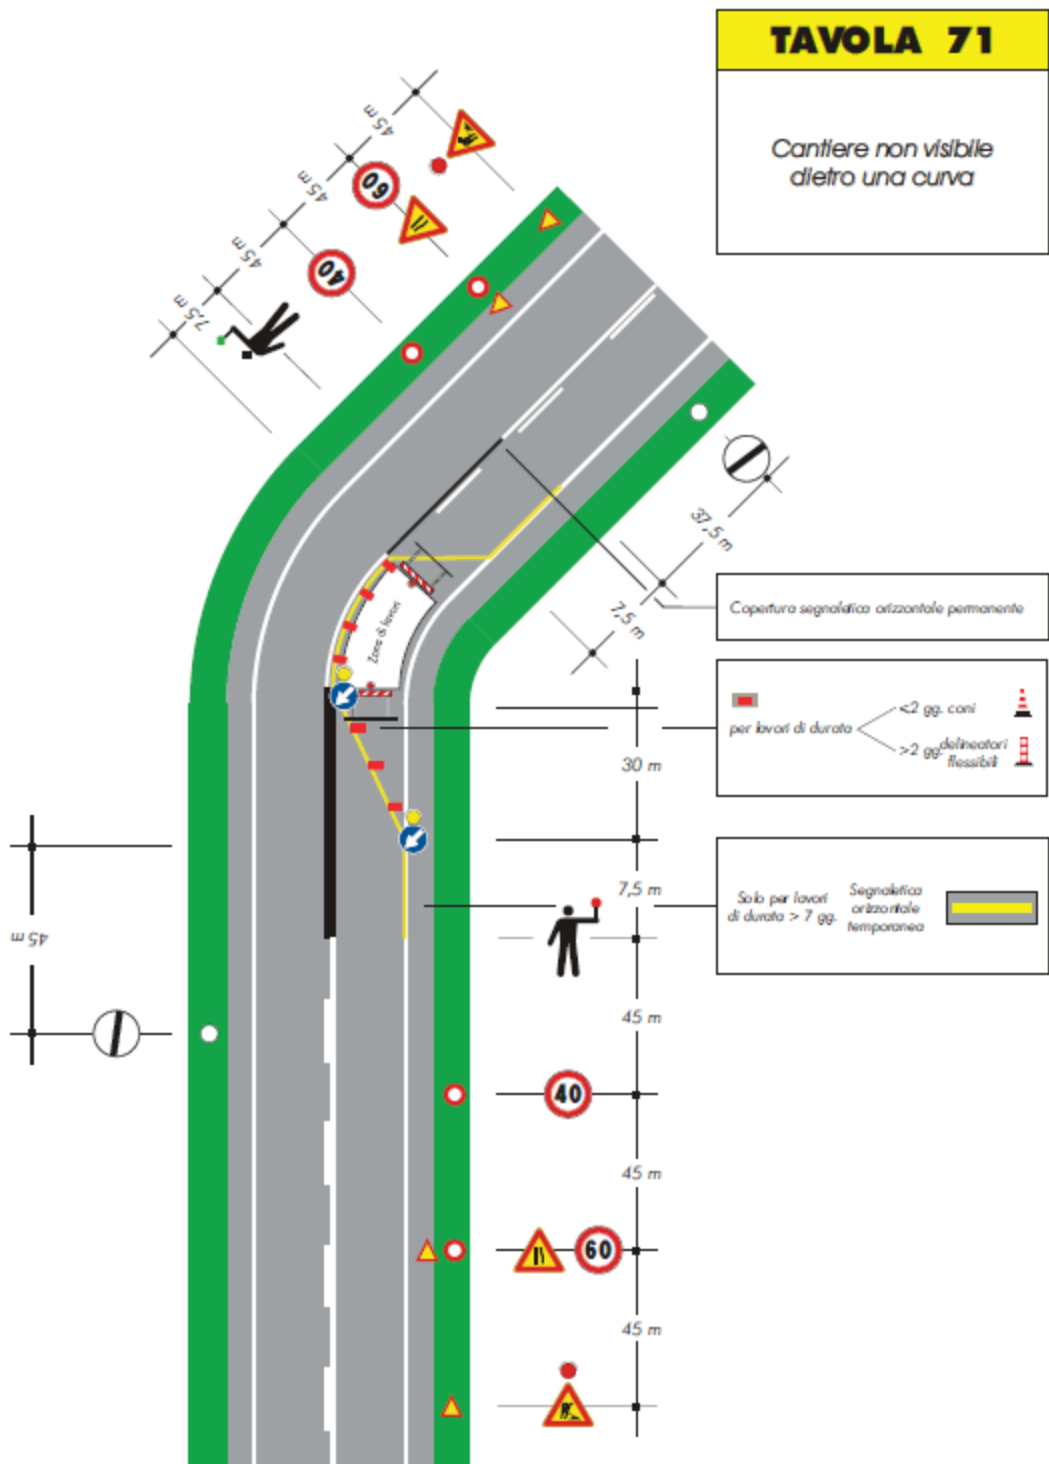 TAVOLA 71
Cantiere non visibile
dietro una curva
45 m
60
45 m
40
45 m
7,5 m
37,5 m
7,5 m
Copertura segnaletica orizzontale permanente
Zona di lavori
per lavori di durata
<2 gg. coni
>2 gg. delineatori
flessibili
30 m
7,5 m
Solo per lavori
di durata > 7 gg.
Segnaletica
orizzontale
temporanea
45 m
45 m
40
45 m
60
45 m